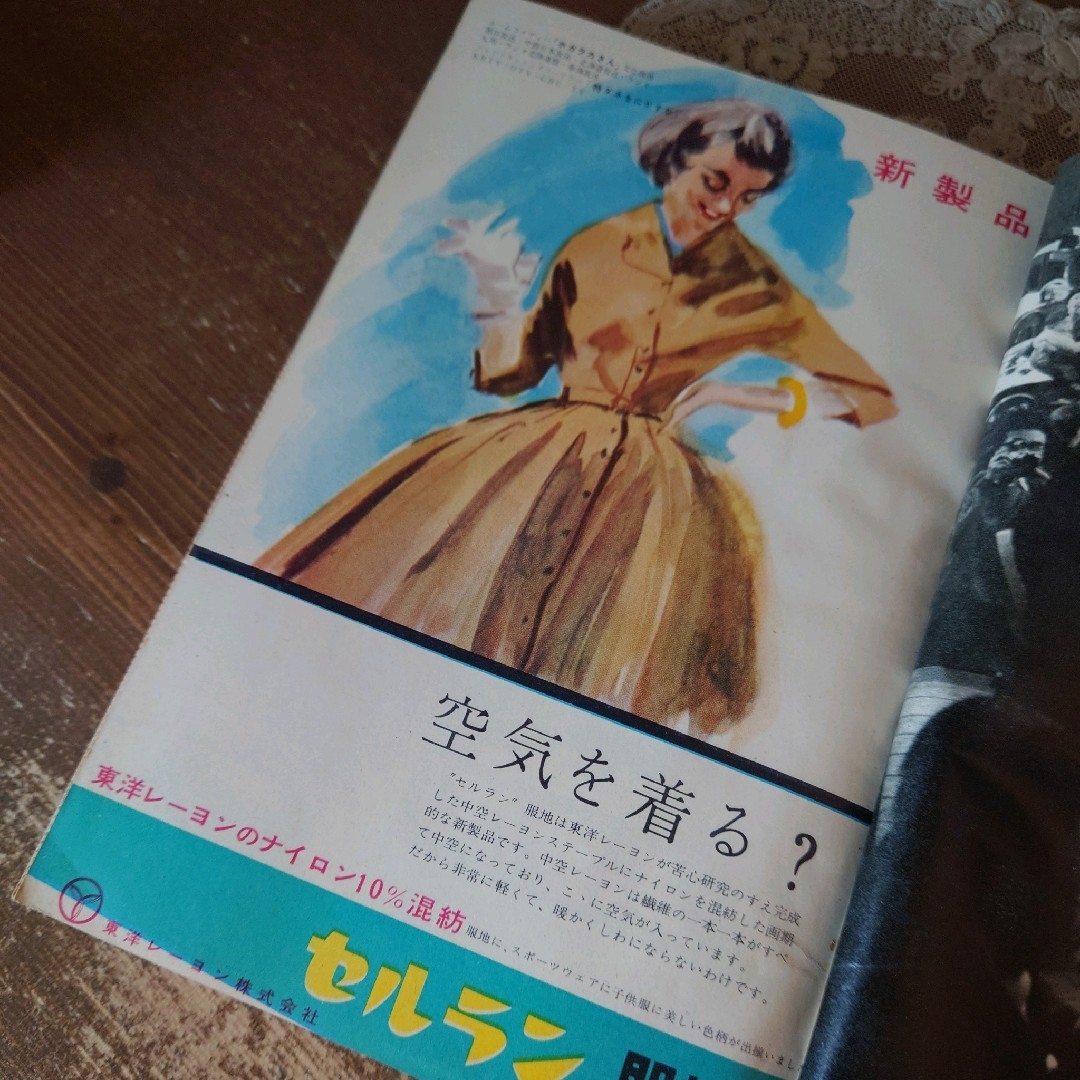 新製品
空気を着る?
"セルラン"服地は東洋レーヨンが苦心研究のすえ完成
した中空レーヨンステープルにナイロンを混紡した画期
的な新製品です。中空レーヨンは繊維の一本一本がすべ
て中空になっており、こゝに空気が入っています。
だから非常に軽くて、暖かくしわにならないわけです。
東洋レーヨンのナイロン10%混紡
服地に、スポーツウェアに子供服に美しい色柄が出揃いまし
セルラン
東洋レーヨン株式会社